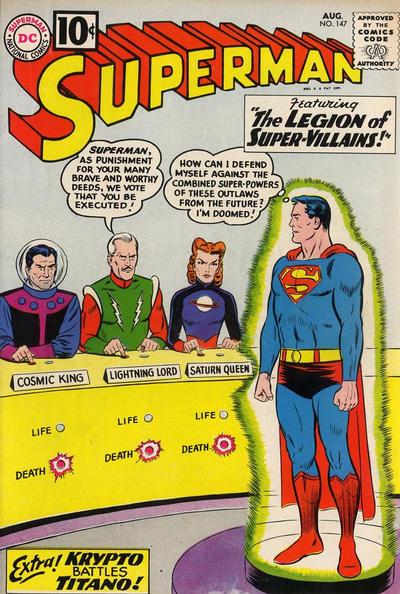 SUPERMAN
DC
NATIONAL COMICS
10¢
AUG.
NO. 147
APPROVED
BY THE
COMICS
CODE
AUTHORITY
SUPERMAN
Featuring
"The LEGION of
SUPER-VILLAINS!"
SUPERMAN,
AS PUNISHMENT
FOR YOUR MANY
BRAVE AND WORTHY
DEEDS, WE VOTE
THAT YOU BE
EXECUTED!
HOW CAN I DEFEND
MYSELF AGAINST THE
COMBINED SUPER-POWERS
OF THESE OUTLAWS
FROM THE FUTURE?
I'M DOOMED!
S
COSMIC KING
LIGHTNING LORD
SATURN QUEEN
LIFE
LIFE
LIFE
DEATH
DEATH
DEATH
Extra! KRYPTO
BATTLES
TITANO!